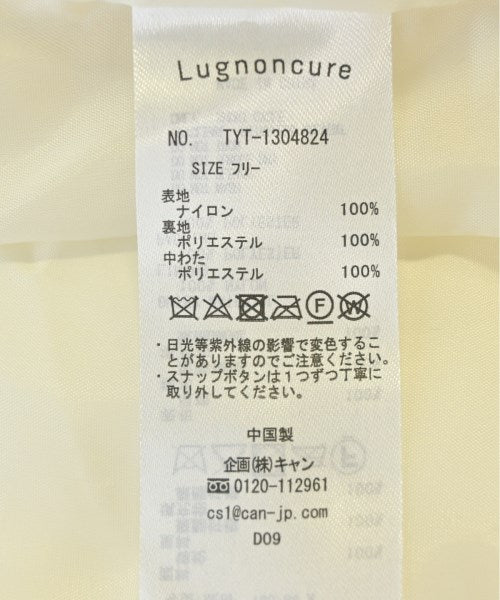 Lugnoncure
NO. TYT-1304824
SIZE フリー
表地
ナイロン 100%
裏地
ポリエステル 100%
中わた
ポリエステル 100%
F W
・日光等紫外線の影響で変色するこ
とがありますのでご注意ください。
・スナップボタンは1つずつ丁寧に
取り外してください。
中国製
企画(株)キャン
0120-112961
cs1@can-jp.com
D09